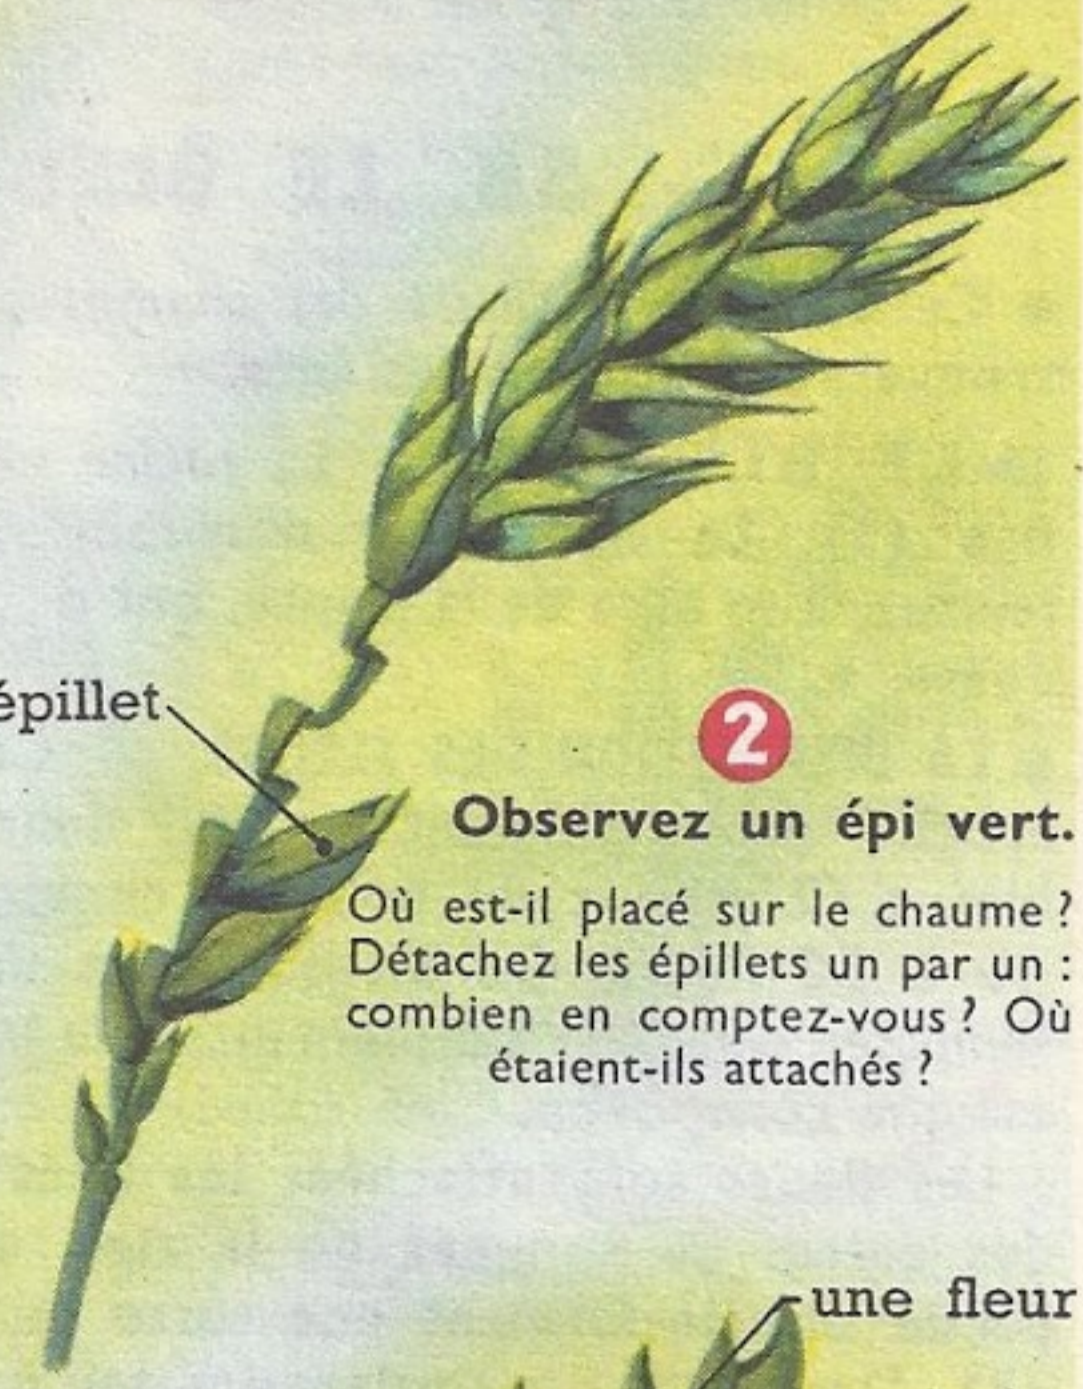 épillet
2
Observez un épi vert.
Où est-il placé sur le chaume ?
Détachez les épillets un par un :
combien en comptez-vous ? Où
étaient-ils attachés ?
une fleur